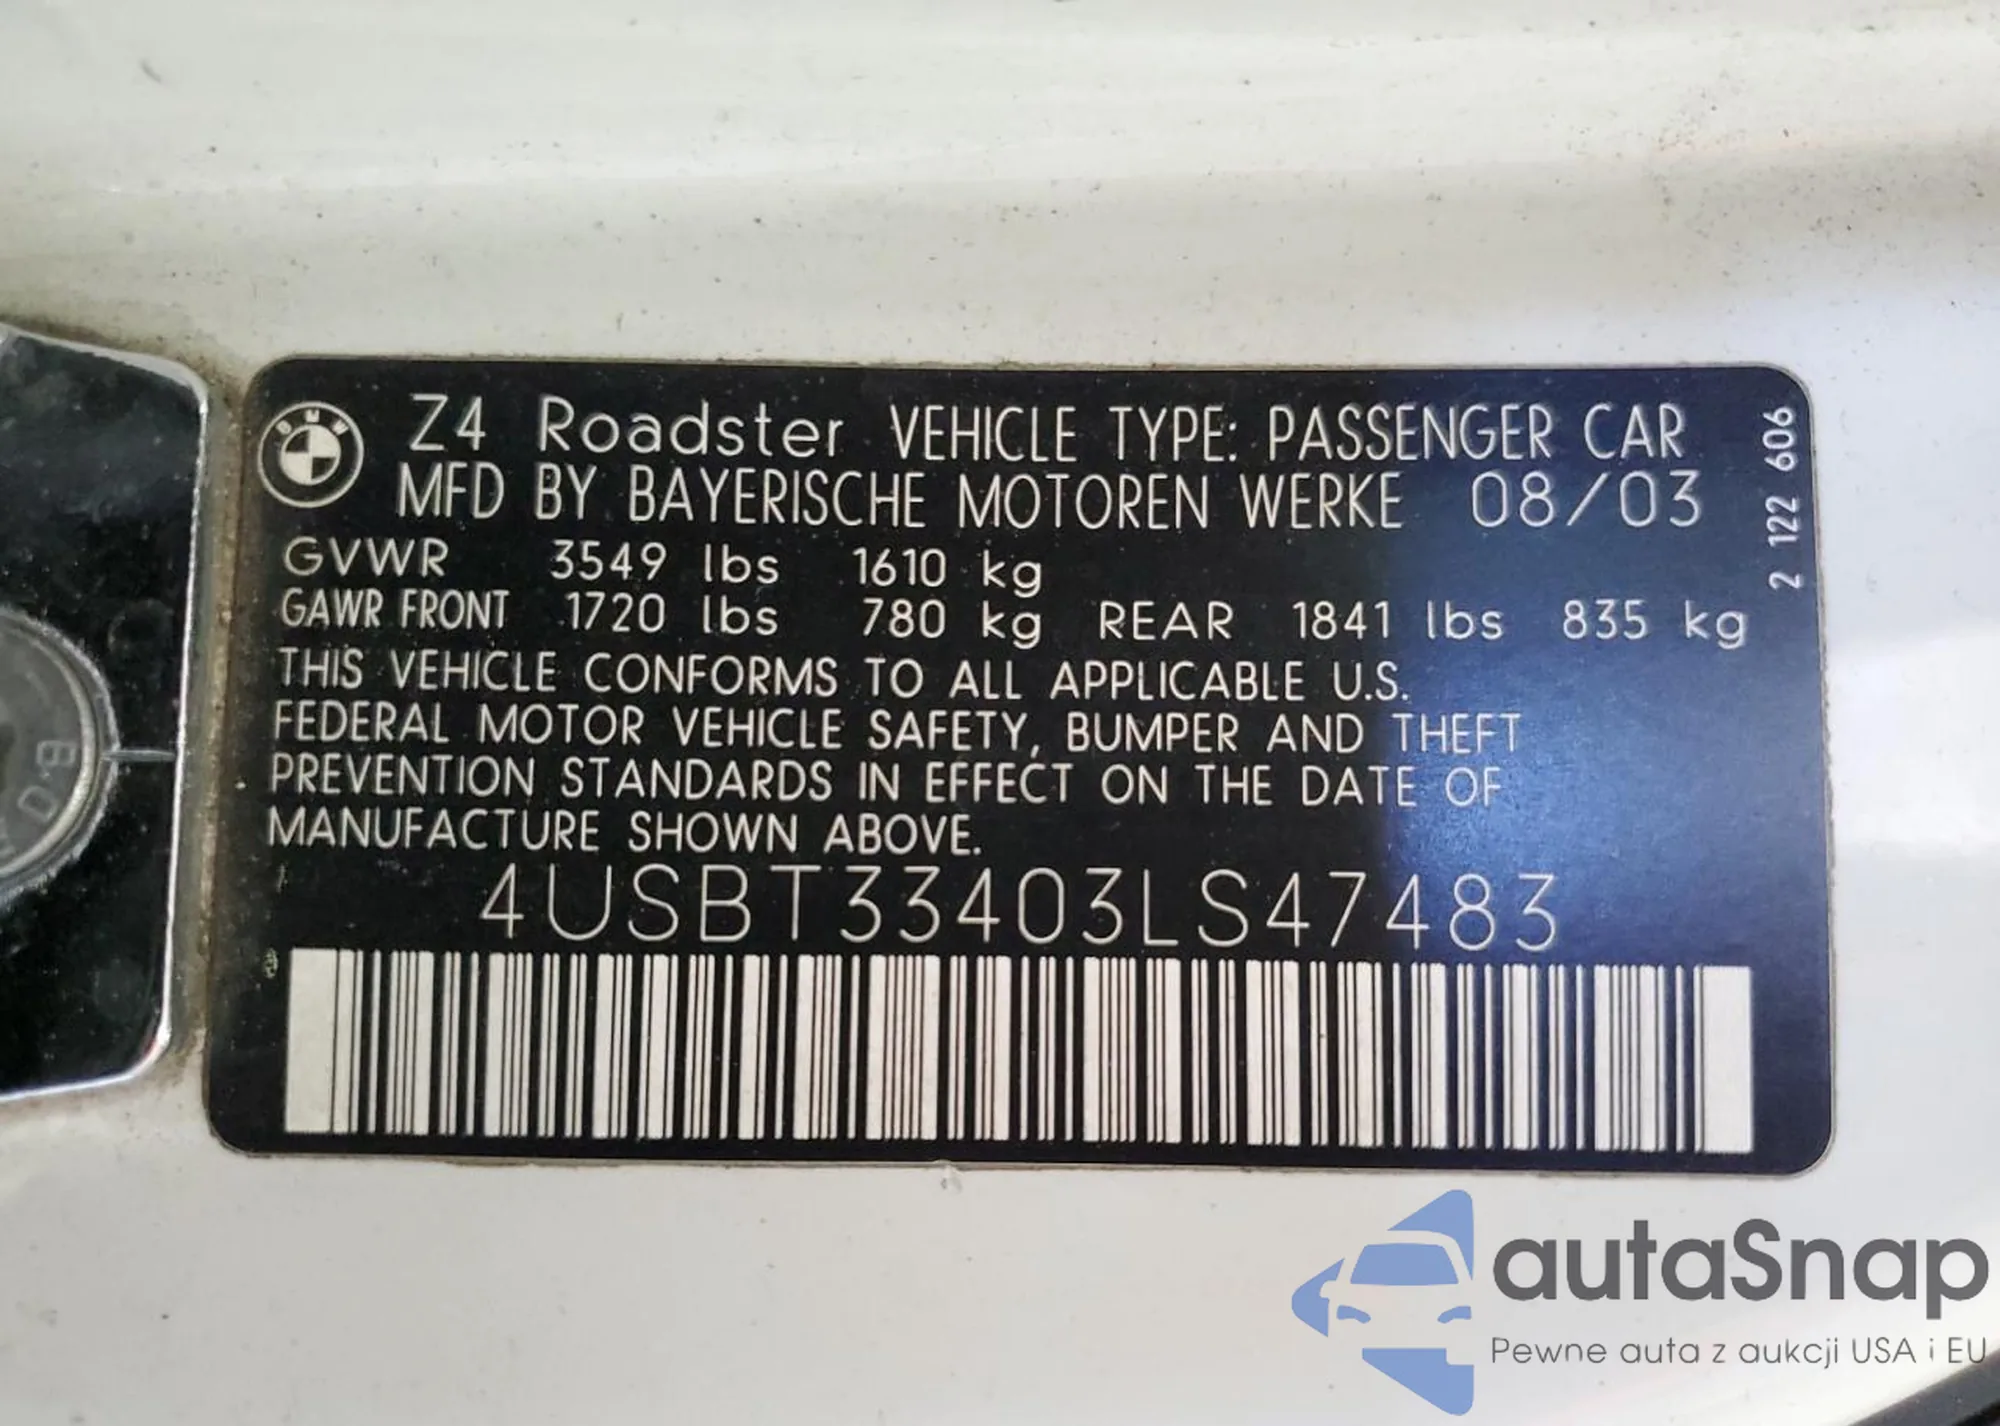 BMW
Z4 Roadster VEHICLE TYPE: PASSENGER CAR
MFD BY BAYERISCHE MOTOREN WERKE 08/03
GVWR 3549 lbs 1610 kg
GAWR FRONT 1720 lbs 780 kg REAR 1841 lbs 835 kg
THIS VEHICLE CONFORMS TO ALL APPLICABLE U.S.
FEDERAL MOTOR VEHICLE SAFETY, BUMPER AND THEFT
PREVENTION STANDARDS IN EFFECT ON THE DATE OF
MANUFACTURE SHOWN ABOVE.
4USBT33403LS47483
2 122 606
autaSnap
Pewne auta z aukcji USA i EU